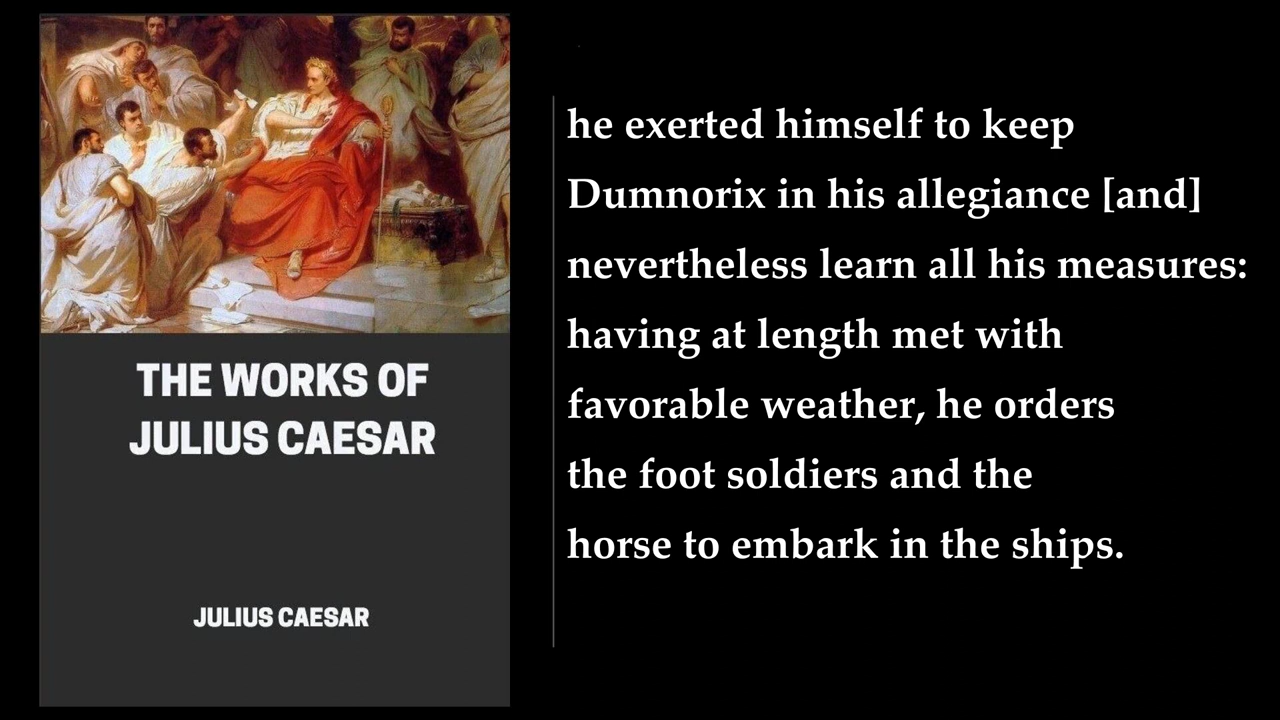 THE WORKS OF
JULIUS CAESAR
JULIUS CAESAR
he exerted himself to keep
Dumnorix in his allegiance [and]
nevertheless learn all his measures:
having at length met with
favorable weather, he orders
the foot soldiers and the
horse to embark in the ships.